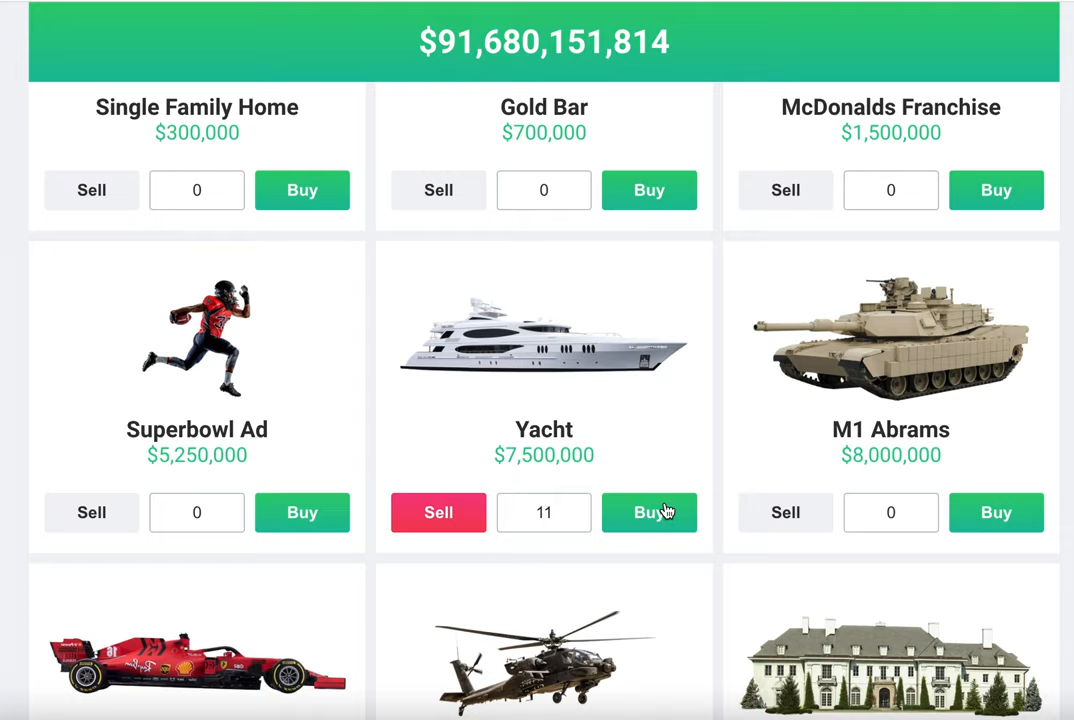 $91,680,151,814
Single Family Home
$300,000
Sell 0 Buy
Gold Bar
$700,000
Sell 0 Buy
McDonalds Franchise
$1,500,000
Sell 0 Buy
Superbowl Ad
$5,250,000
Sell 0 Buy
Yacht
$7,500,000
Sell 11 Buy
M1 Abrams
$8,000,000
Sell 0 Buy